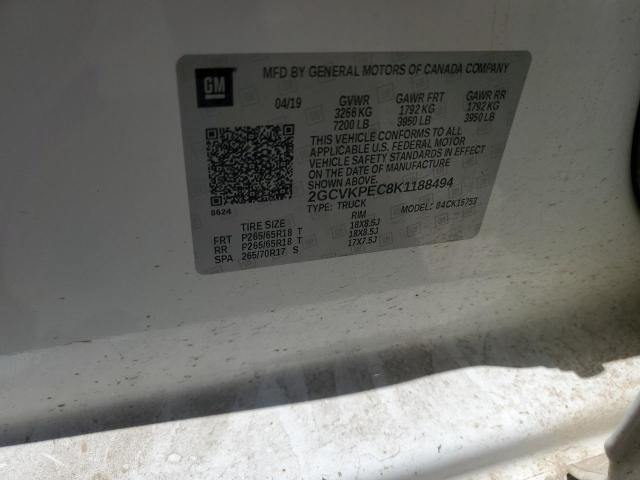 GM
MFD BY GENERAL MOTORS OF CANADA COMPANY
04/19 GVWR GAWR FRT GAWR RR
3266 KG 1792 KG 1792 KG
7200 LB 3950 LB 3950 LB
THIS VEHICLE CONFORMS TO ALL
APPLICABLE U.S. FEDERAL MOTOR
VEHICLE SAFETY STANDARDS IN EFFECT
ON THE DATE OF MANUFACTURE
SHOWN ABOVE.
2GCVKPEC8K1188494
TYPE: TRUCK MODEL: 84CK15753
8624
TIRE SIZE RIM
FRT P265/65R18 T 18X8.5J
RR P265/65R18 T 18X8.5J
SPA 265/70R17 S 17X7.5J